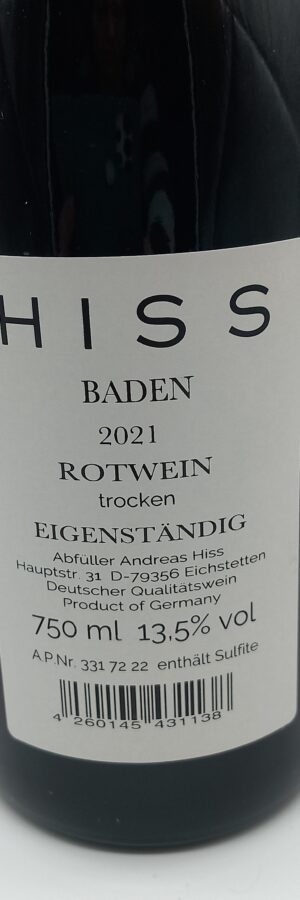 HISS
BADEN
2021
ROTWEIN
trocken
EIGENSTÄNDIG
Abfüller Andreas Hiss
Hauptstr. 31 D-79356 Eichstetten
Deutscher Qualitätswein
Product of Germany
750 ml 13,5% vol
A.P.Nr. 331 72 22 enthält Sulfite
4 260145 431138